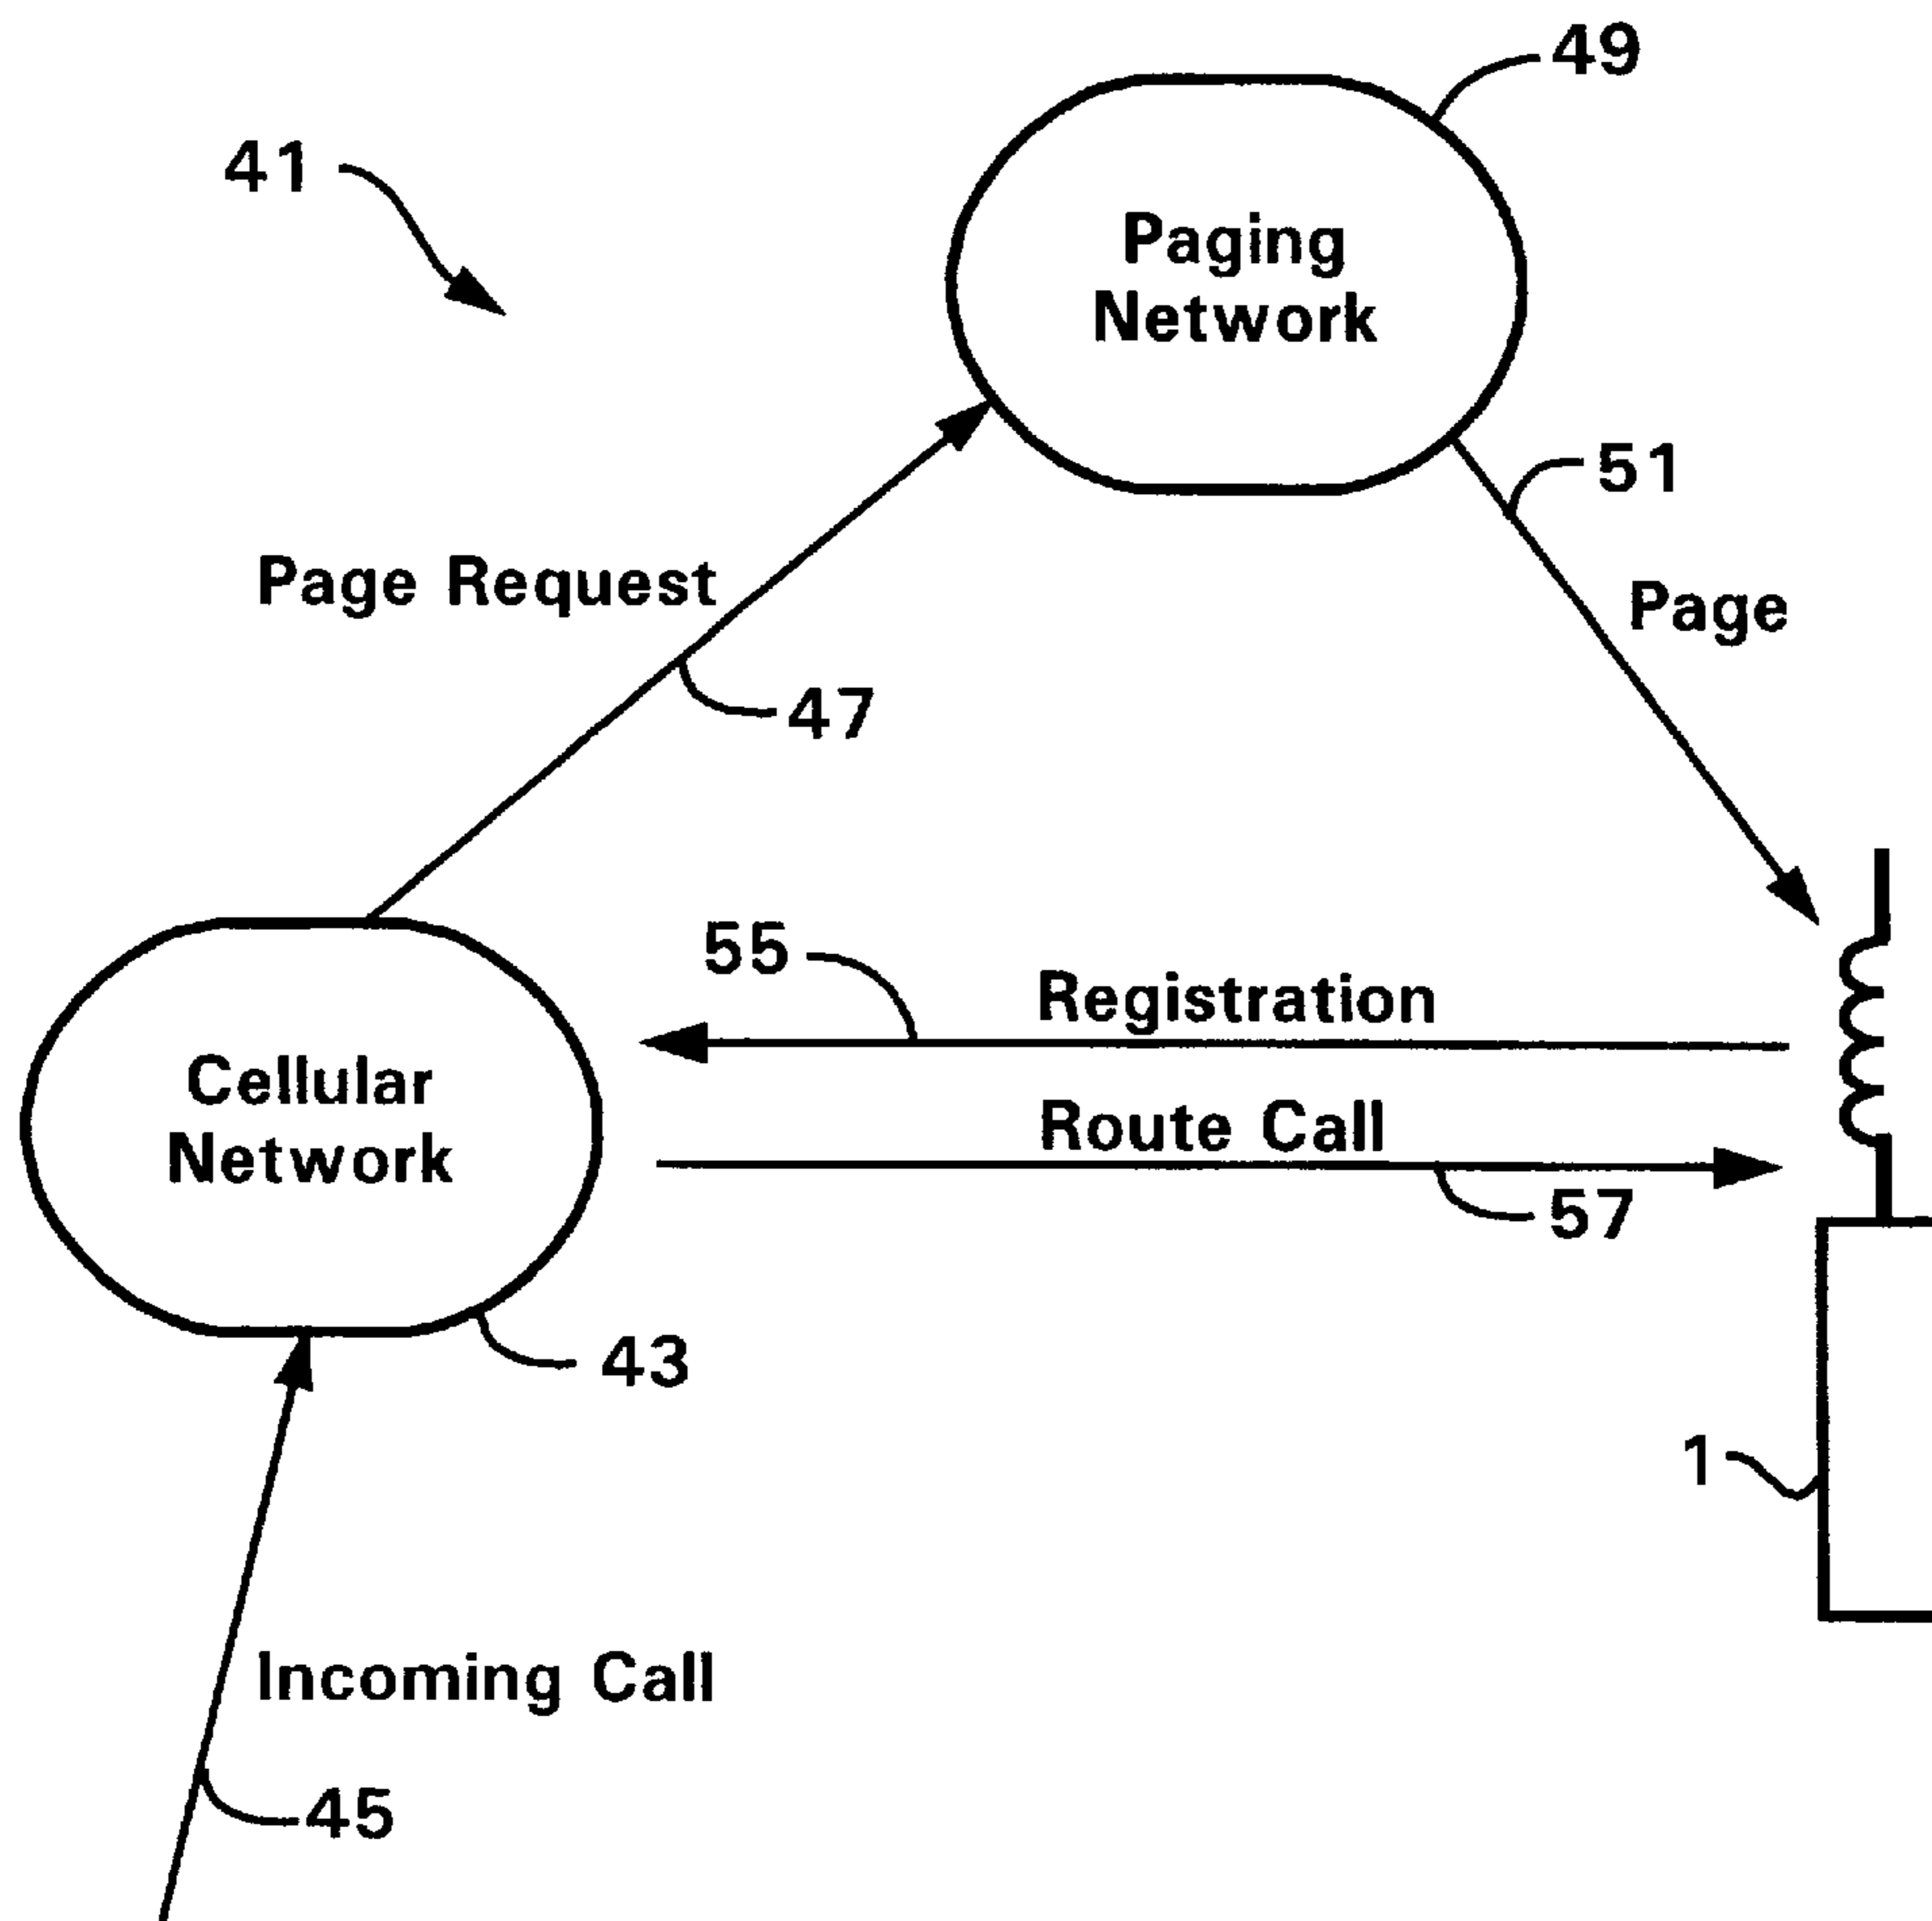 49
41
Paging
Network
51
Page Request
Page
47
55
Registration
Cellular
Network
Route Call
57
43
1
Incoming Call
45